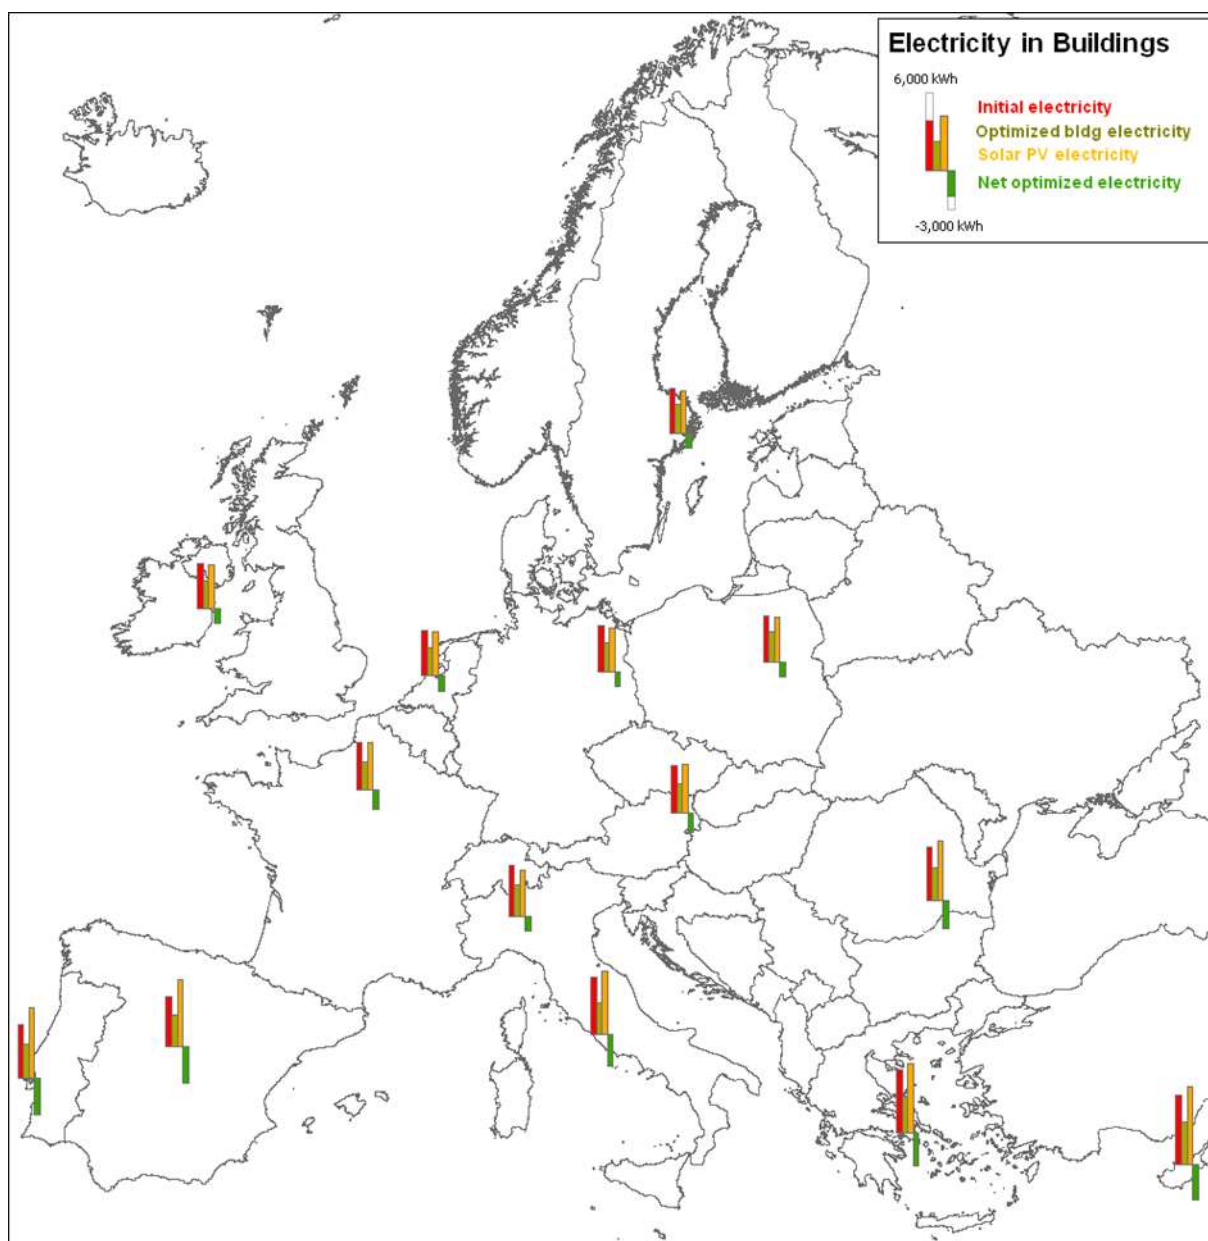 Electricity in Buildings
6,000 kWh
Initial electricity
Optimized bldg electricity
Solar PV electricity
Net optimized electricity
-3,000 kWh